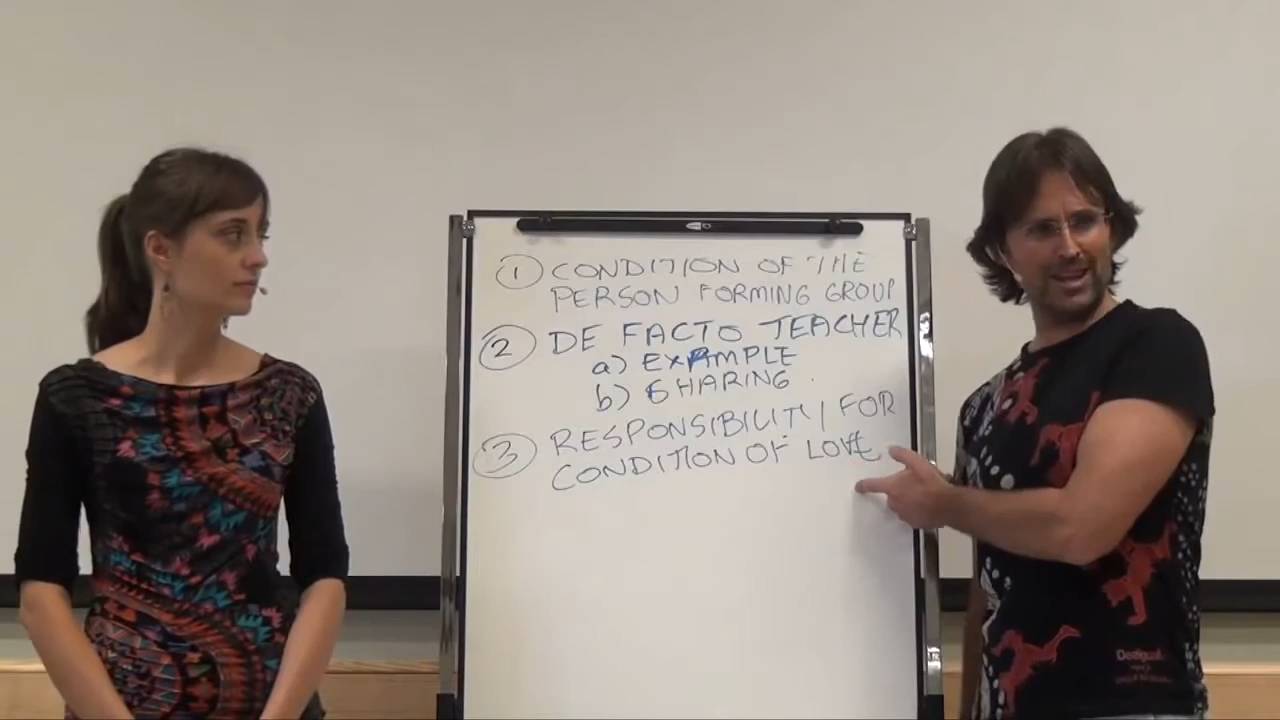 1 CONDITION OF THE
PERSON FORMING GROUP
2 DE FACTO TEACHER
a) EXAMPLE
b) SHARING
3 RESPONSIBILITY FOR
CONDITION OF LOVE
Desigual